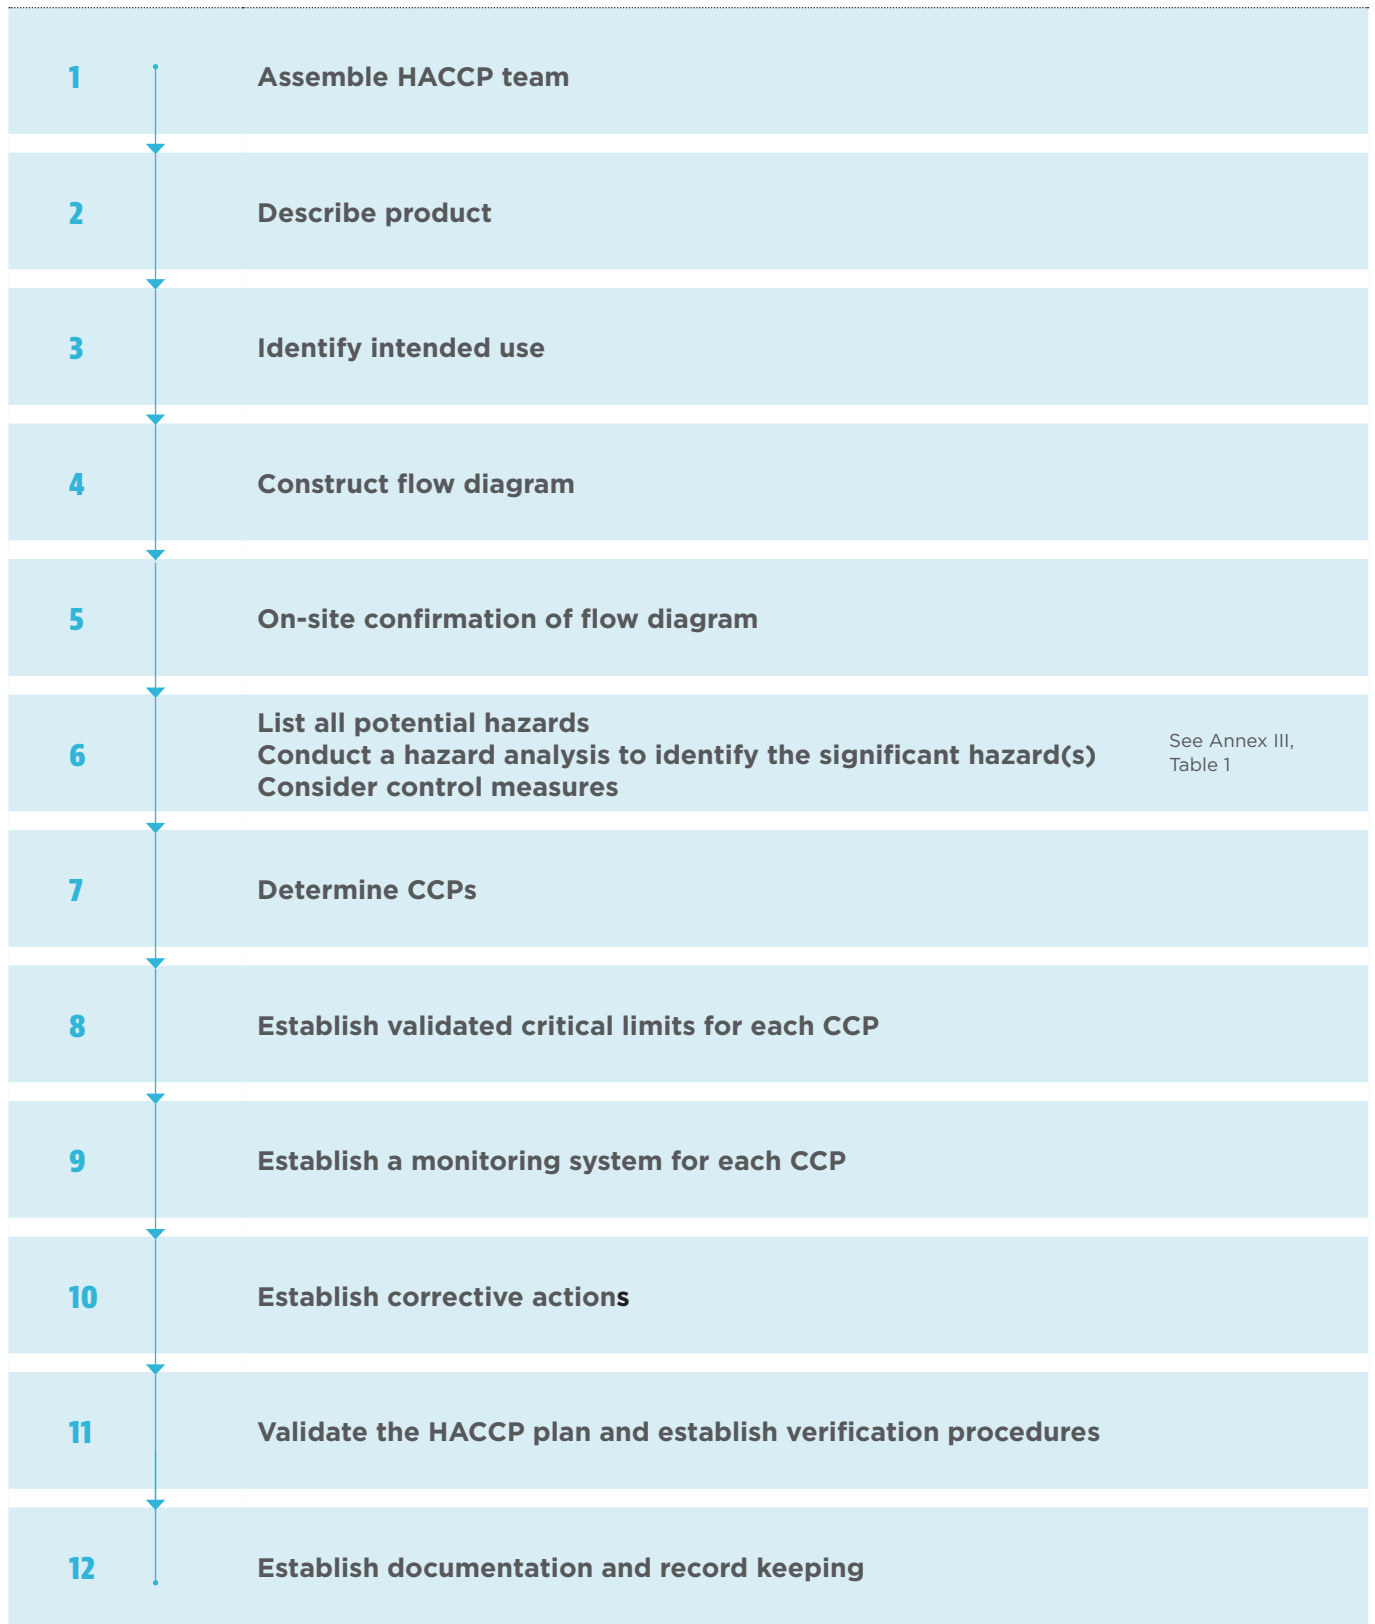 1 Assemble HACCP team
2 Describe product
3 Identify intended use
4 Construct flow diagram
5 On-site confirmation of flow diagram
6
List all potential hazards
Conduct a hazard analysis to identify the significant hazard(s)
Consider control measures
See Annex III,
Table 1
7 Determine CCPs
8 Establish validated critical limits for each CCP
9 Establish a monitoring system for each CCP
10 Establish corrective actions
11 Validate the HACCP plan and establish verification procedures
12 Establish documentation and record keeping